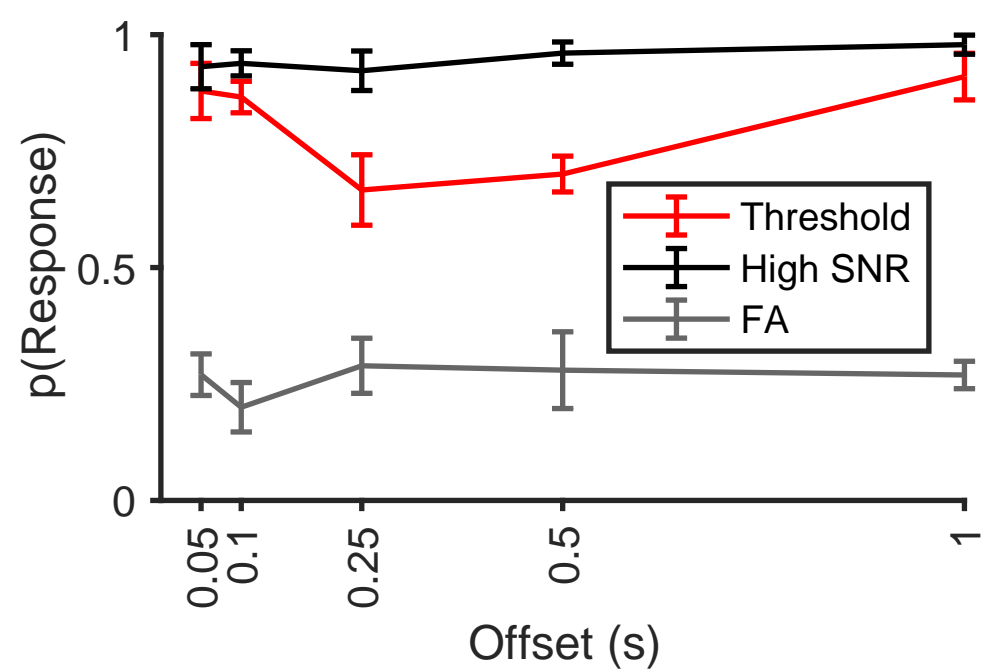 1
0.5
0
p(Response)
Threshold
High SNR
FA
0.05
0.1
0.25
0.5
1
Offset (s)